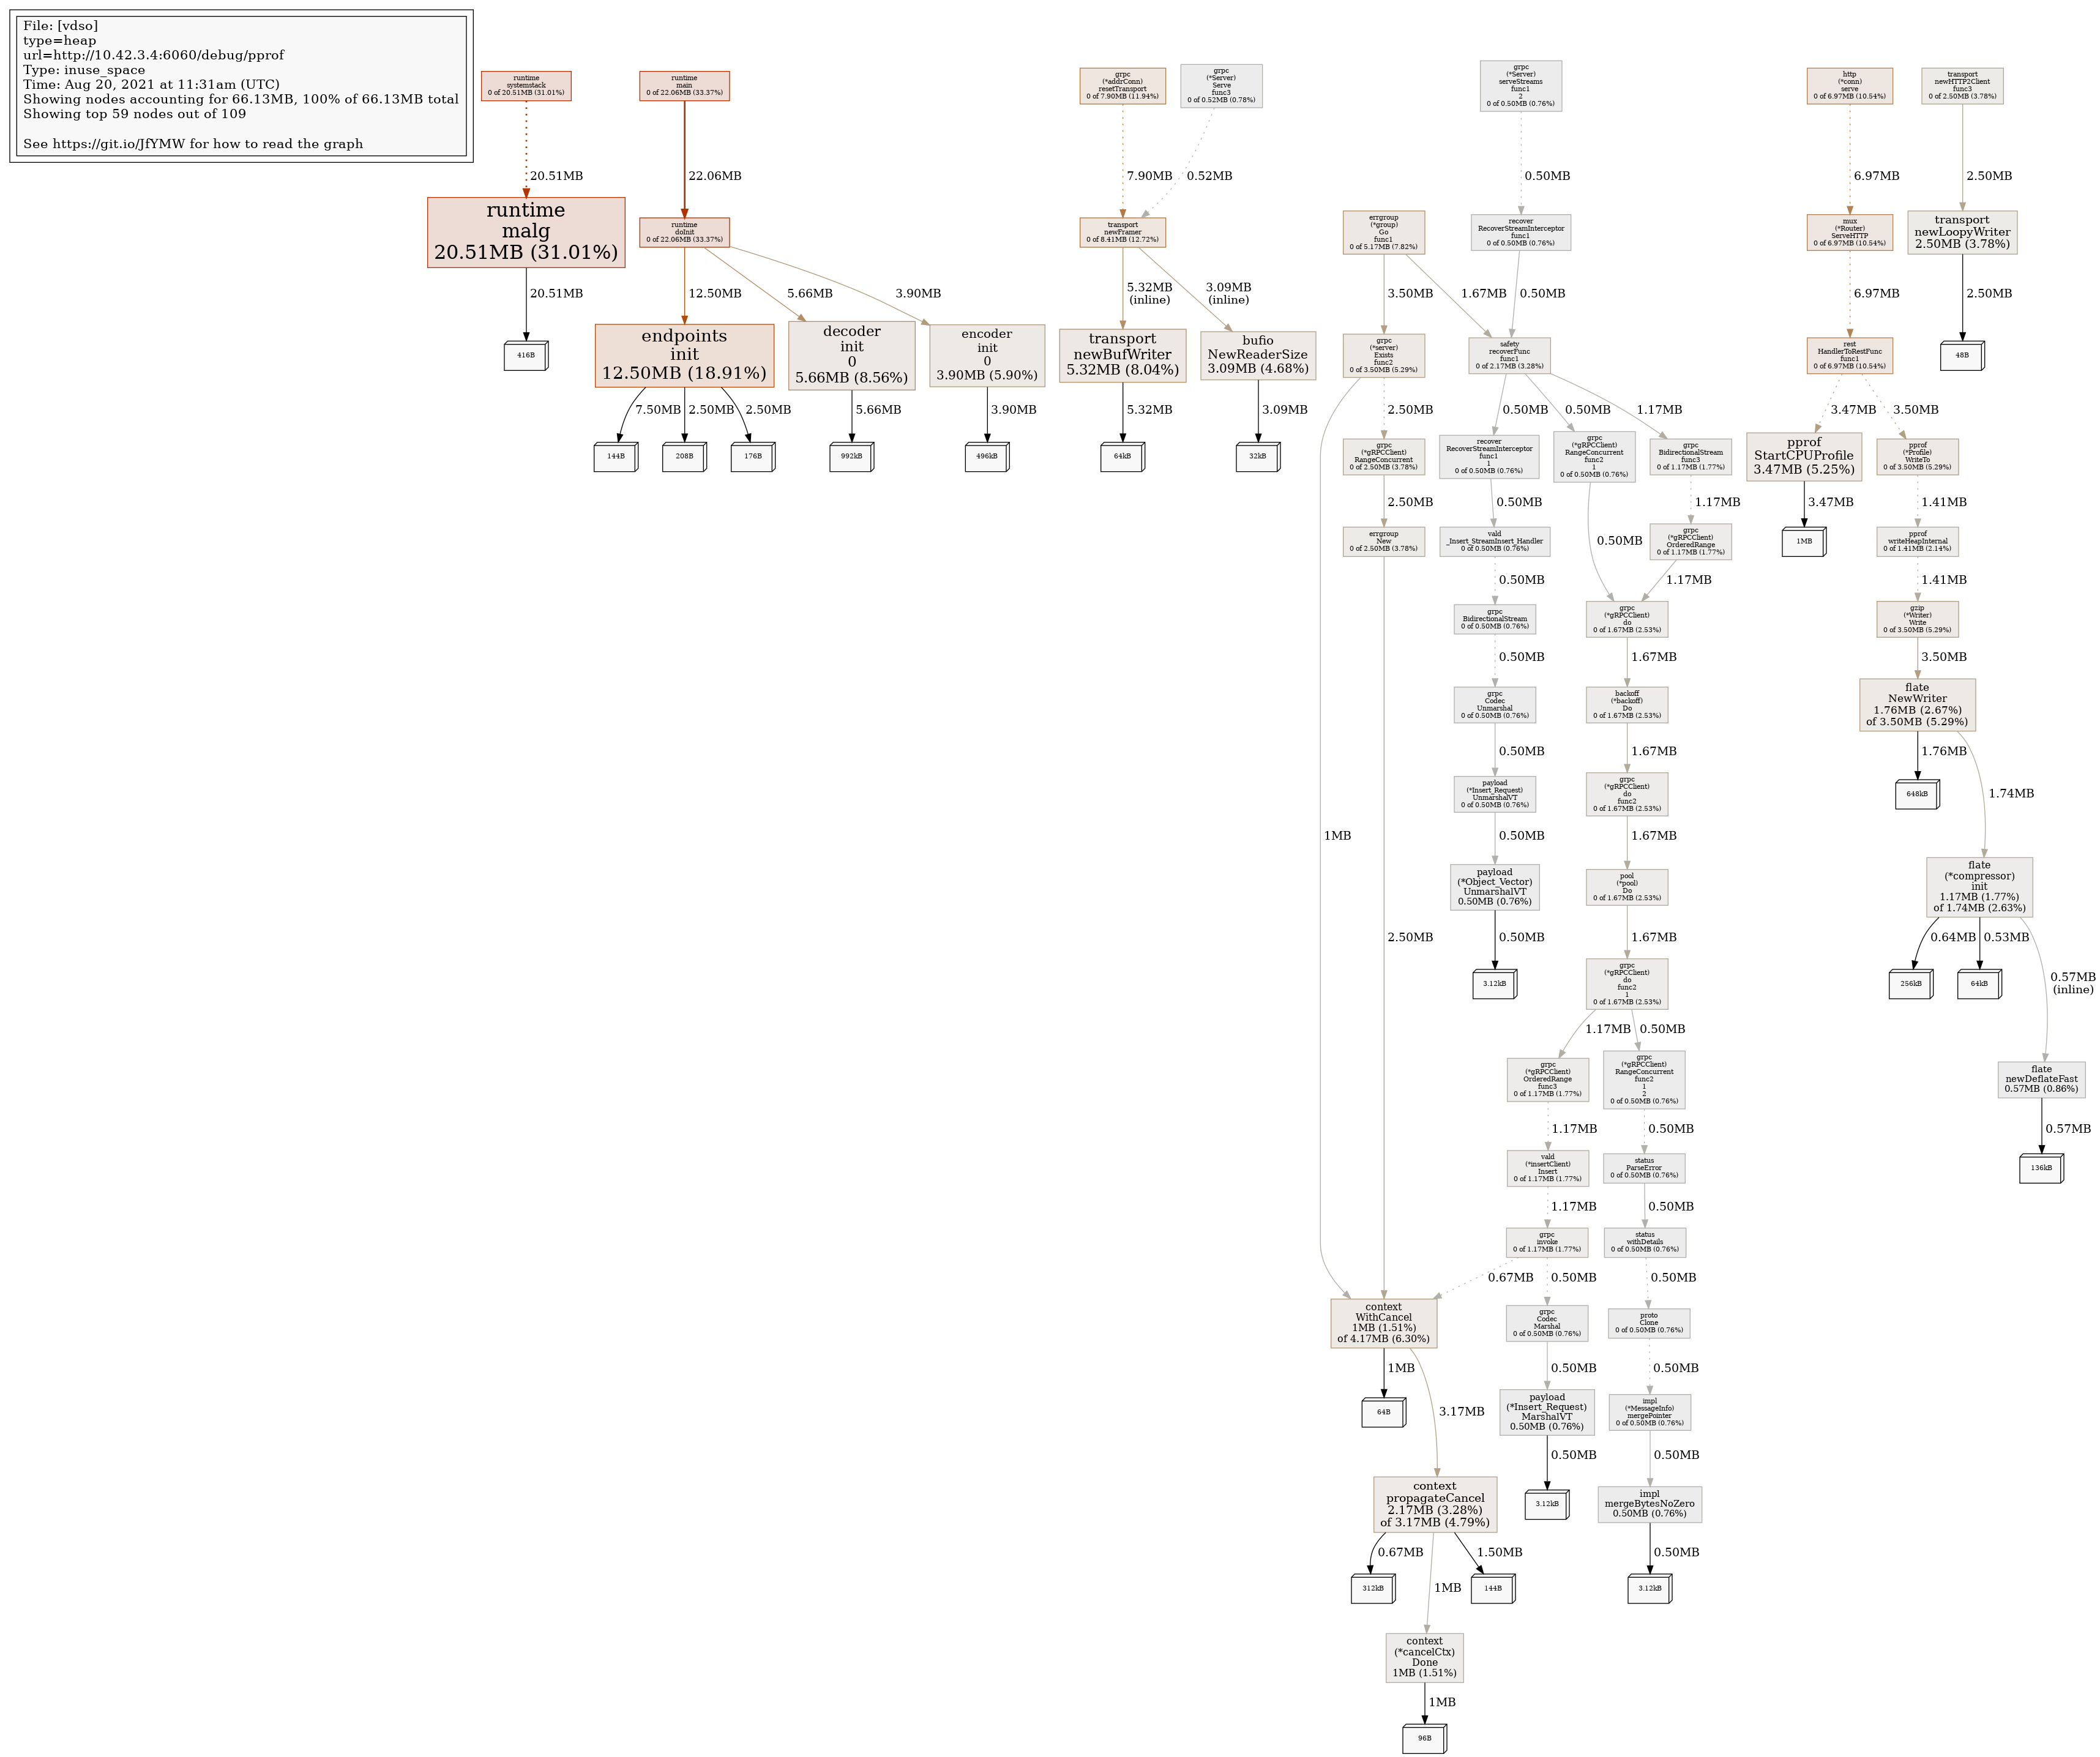 File: [vdso]
type=heap
url=http://10.42.3.4:6060/debug/pprof
Type: inuse_space
Time: Aug 20, 2021 at 11:31am (UTC)
Showing nodes accounting for 66.13MB, 100% of 66.13MB total
Showing top 59 nodes out of 109
See https://git.io/JfYMW for how to read the graph
runtime
systemstack
0 of 20.51MB (31.01%)
20.51MB
runtime
malg
20.51MB (31.01%)
20.51MB
416B
runtime
main
0 of 22.06MB (33.37%)
22.06MB
runtime
doInit
0 of 22.06MB (33.37%)
12.50MB
5.66MB
3.90MB
endpoints
init
12.50MB (18.91%)
7.50MB
2.50MB
2.50MB
144B
208B
176B
decoder
init
0
5.66MB (8.56%)
5.66MB
992kB
encoder
init
0
3.90MB (5.90%)
3.90MB
496kB
grpc
(*addrConn)
resetTransport
0 of 7.90MB (11.94%)
7.90MB
grpc
(*Server)
Serve
func3
0 of 0.52MB (0.78%)
0.52MB
transport
newFramer
0 of 8.41MB (12.72%)
5.32MB
(inline)
3.09MB
(inline)
transport
newBufWriter
5.32MB (8.04%)
5.32MB
64kB
bufio
NewReaderSize
3.09MB (4.68%)
3.09MB
32kB
errgroup
(*group)
Go
func1
0 of 5.17MB (7.82%)
3.50MB
1.67MB
grpc
(*Server)
serveStreams
func1
2
0 of 0.50MB (0.76%)
0.50MB
recover
RecoverStreamInterceptor
func1
0 of 0.50MB (0.76%)
0.50MB
grpc
(*server)
Exists
func2
0 of 3.50MB (5.29%)
2.50MB
1MB
grpc
(*gRPCClient)
RangeConcurrent
0 of 2.50MB (3.78%)
2.50MB
errgroup
New
0 of 2.50MB (3.78%)
2.50MB
safety
recoverFunc
func1
0 of 2.17MB (3.28%)
0.50MB
0.50MB
1.17MB
recover
RecoverStreamInterceptor
func1
1
0 of 0.50MB (0.76%)
0.50MB
vald
_Insert_StreamInsert_Handler
0 of 0.50MB (0.76%)
0.50MB
grpc
BidirectionalStream
0 of 0.50MB (0.76%)
0.50MB
grpc
Codec
Unmarshal
0 of 0.50MB (0.76%)
0.50MB
payload
(*Insert_Request)
UnmarshalVT
0 of 0.50MB (0.76%)
0.50MB
payload
(*Object_Vector)
UnmarshalVT
0.50MB (0.76%)
0.50MB
3.12kB
grpc
(*gRPCClient)
RangeConcurrent
func2
1
0 of 0.50MB (0.76%)
0.50MB
grpc
BidirectionalStream
func3
0 of 1.17MB (1.77%)
1.17MB
grpc
(*gRPCClient)
OrderedRange
0 of 1.17MB (1.77%)
1.17MB
grpc
(*gRPCClient)
do
0 of 1.67MB (2.53%)
1.67MB
backoff
(*backoff)
Do
0 of 1.67MB (2.53%)
1.67MB
grpc
(*gRPCClient)
do
func2
0 of 1.67MB (2.53%)
1.67MB
pool
(*pool)
Do
0 of 1.67MB (2.53%)
1.67MB
grpc
(*gRPCClient)
do
func2
1
0 of 1.67MB (2.53%)
1.17MB
0.50MB
grpc
(*gRPCClient)
OrderedRange
func3
0 of 1.17MB (1.77%)
1.17MB
vald
(*insertClient)
Insert
0 of 1.17MB (1.77%)
1.17MB
grpc
invoke
0 of 1.17MB (1.77%)
0.67MB
0.50MB
grpc
(*gRPCClient)
RangeConcurrent
func2
1
2
0 of 0.50MB (0.76%)
0.50MB
status
ParseError
0 of 0.50MB (0.76%)
0.50MB
status
withDetails
0 of 0.50MB (0.76%)
0.50MB
proto
Clone
0 of 0.50MB (0.76%)
0.50MB
impl
(*MessageInfo)
mergePointer
0 of 0.50MB (0.76%)
0.50MB
impl
mergeBytesNoZero
0.50MB (0.76%)
0.50MB
3.12kB
grpc
Codec
Marshal
0 of 0.50MB (0.76%)
0.50MB
payload
(*Insert_Request)
MarshalVT
0.50MB (0.76%)
0.50MB
3.12kB
context
WithCancel
1MB (1.51%)
of 4.17MB (6.30%)
1MB
3.17MB
64B
context
propagateCancel
2.17MB (3.28%)
of 3.17MB (4.79%)
0.67MB
1MB
1.50MB
312kB
144B
context
(*cancelCtx)
Done
1MB (1.51%)
1MB
96B
http
(*conn)
serve
0 of 6.97MB (10.54%)
6.97MB
mux
(*Router)
ServeHTTP
0 of 6.97MB (10.54%)
6.97MB
rest
HandlerToRestFunc
func1
0 of 6.97MB (10.54%)
3.47MB
3.50MB
pprof
StartCPUProfile
3.47MB (5.25%)
3.47MB
1MB
pprof
(*Profile)
WriteTo
0 of 3.50MB (5.29%)
1.41MB
pprof
writeHeapInternal
0 of 1.41MB (2.14%)
1.41MB
gzip
(*Writer)
Write
0 of 3.50MB (5.29%)
3.50MB
flate
NewWriter
1.76MB (2.67%)
of 3.50MB (5.29%)
1.76MB
1.74MB
648kB
flate
(*compressor)
init
1.17MB (1.77%)
of 1.74MB (2.63%)
0.64MB
0.53MB
0.57MB
(inline)
256kB
64kB
flate
newDeflateFast
0.57MB (0.86%)
0.57MB
136kB
transport
newHTTP2Client
func3
0 of 2.50MB (3.78%)
2.50MB
transport
newLoopyWriter
2.50MB (3.78%)
2.50MB
48B